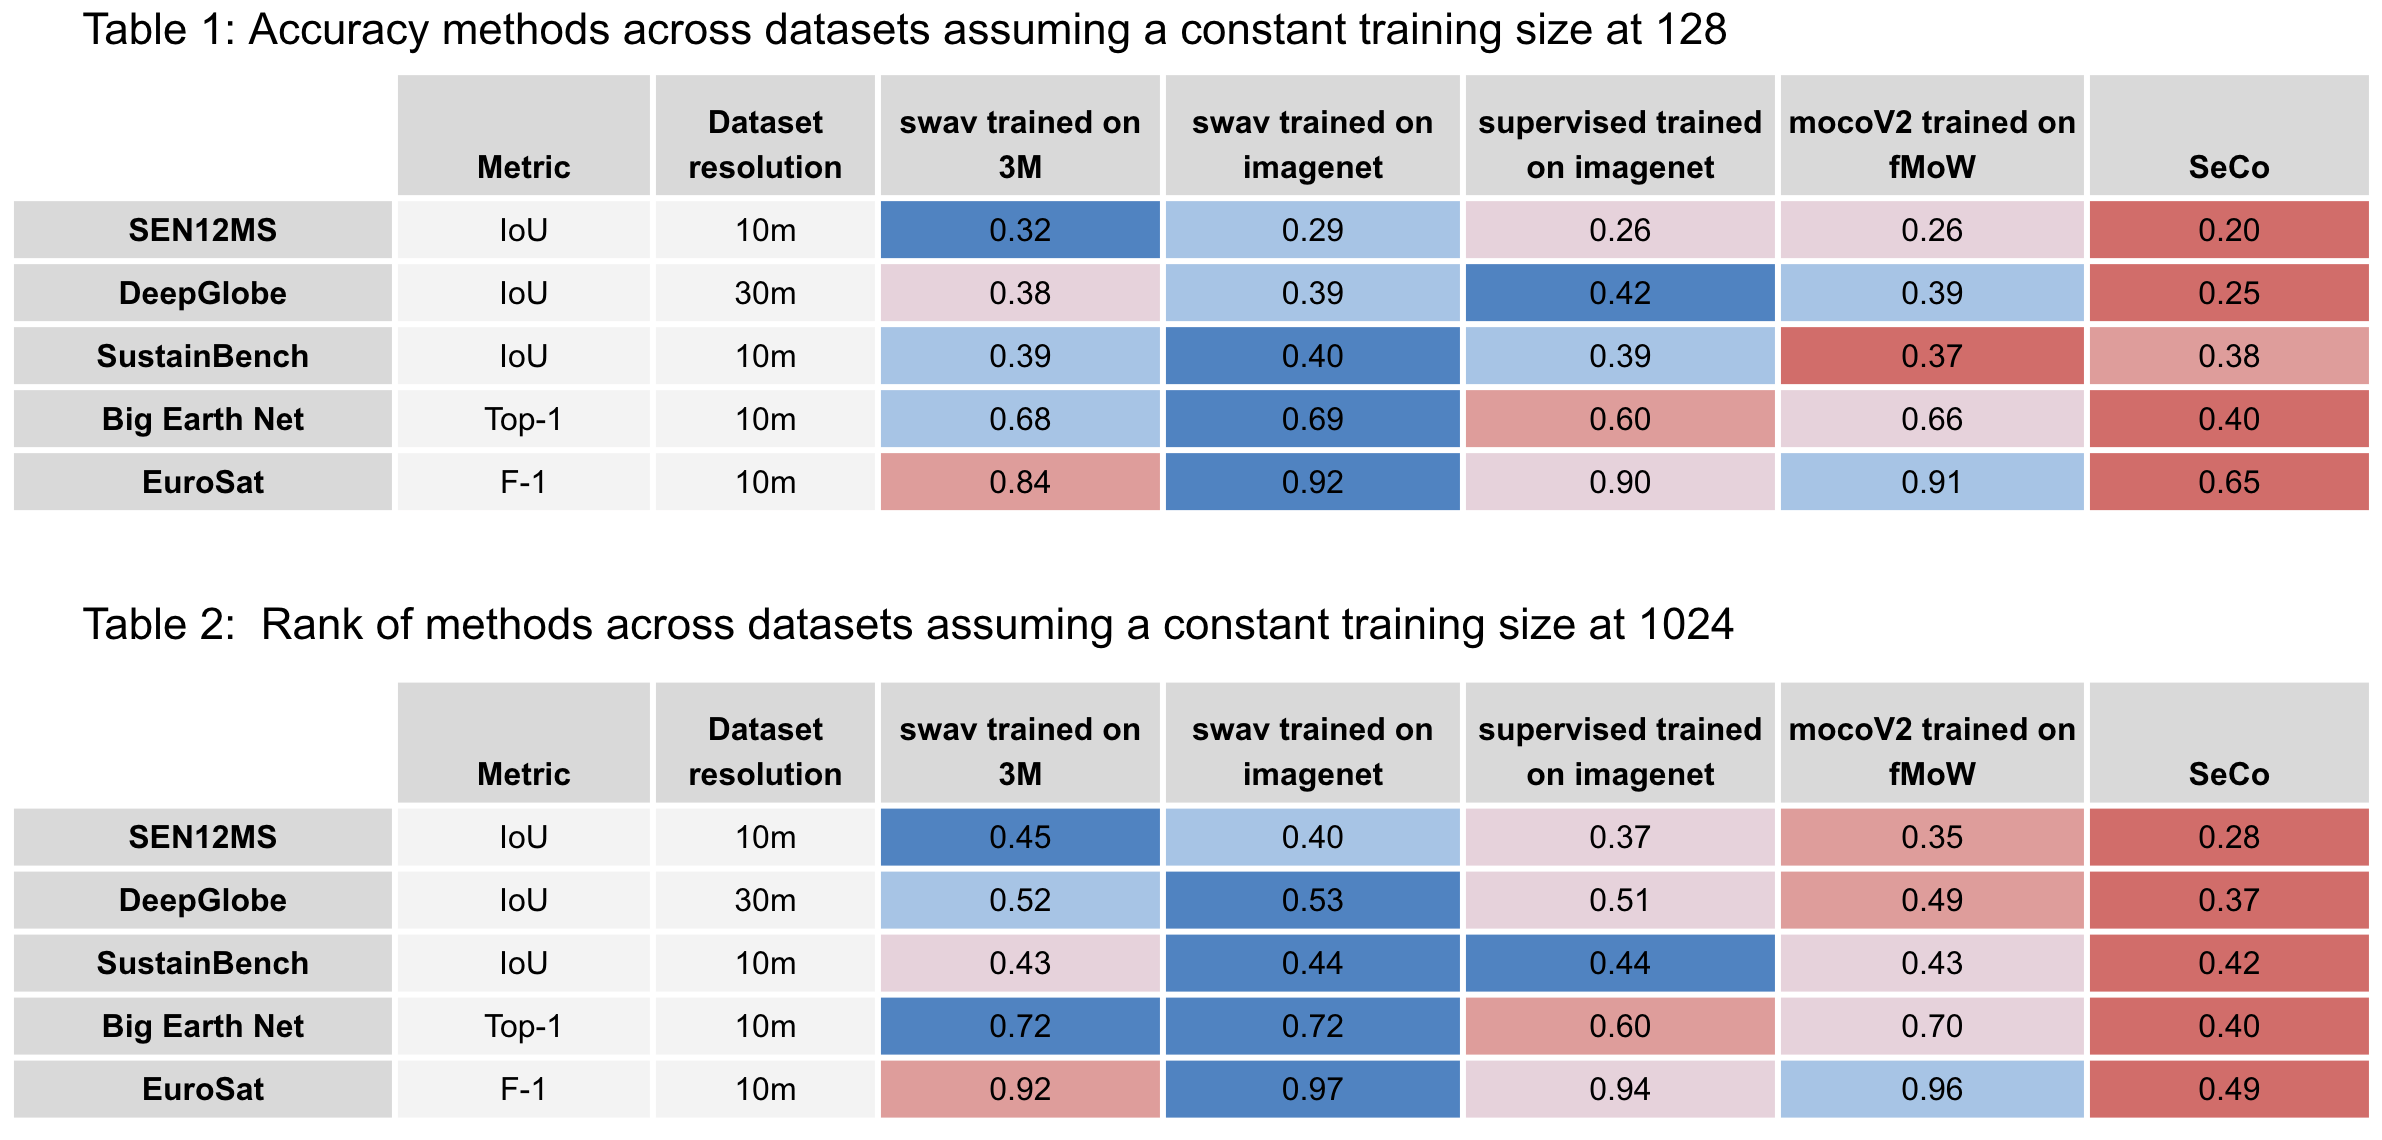 Table 1: Accuracy methods across datasets assuming a constant training size at 128
Metric Dataset resolution swav trained on 3M swav trained on imagenet supervised trained on imagenet mocoV2 trained on fMoW SeCo
SEN12MS IoU 10m 0.32 0.29 0.26 0.26 0.20
DeepGlobe IoU 30m 0.38 0.39 0.42 0.39 0.25
SustainBench IoU 10m 0.39 0.40 0.39 0.37 0.38
Big Earth Net Top-1 10m 0.68 0.69 0.60 0.66 0.40
EuroSat F-1 10m 0.84 0.92 0.90 0.91 0.65
Table 2: Rank of methods across datasets assuming a constant training size at 1024
Metric Dataset resolution swav trained on 3M swav trained on imagenet supervised trained on imagenet mocoV2 trained on fMoW SeCo
SEN12MS IoU 10m 0.45 0.40 0.37 0.35 0.28
DeepGlobe IoU 30m 0.52 0.53 0.51 0.49 0.37
SustainBench IoU 10m 0.43 0.44 0.44 0.43 0.42
Big Earth Net Top-1 10m 0.72 0.72 0.60 0.70 0.40
EuroSat F-1 10m 0.92 0.97 0.94 0.96 0.49